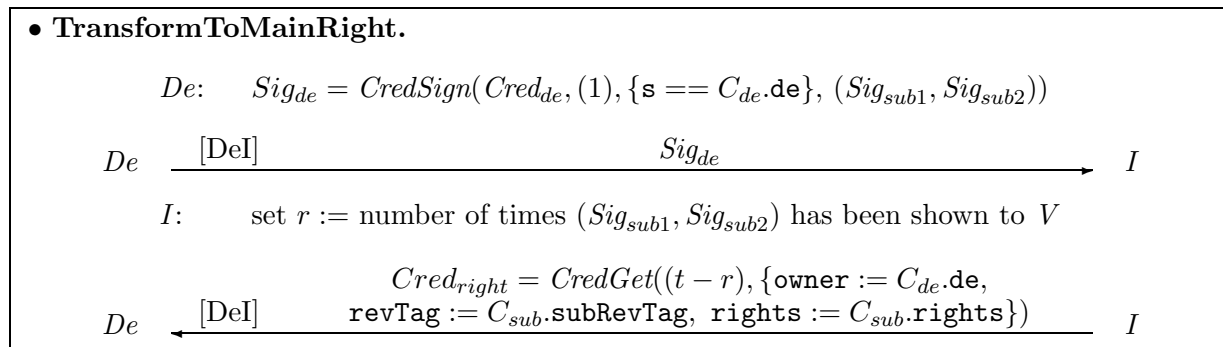 • TransformToMainRight.
De: Sig_de = CredSign(Cred_de, (1), {s == C_de.de}, (Sig_sub1, Sig_sub2))
De [DeI] Sig_de I
I: set r := number of times (Sig_sub1, Sig_sub2) has been shown to V
Cred_right = CredGet((t − r), {owner := C_de.de,
De [DeI] revTag := C_sub.subRevTag, rights := C_sub.rights}) I